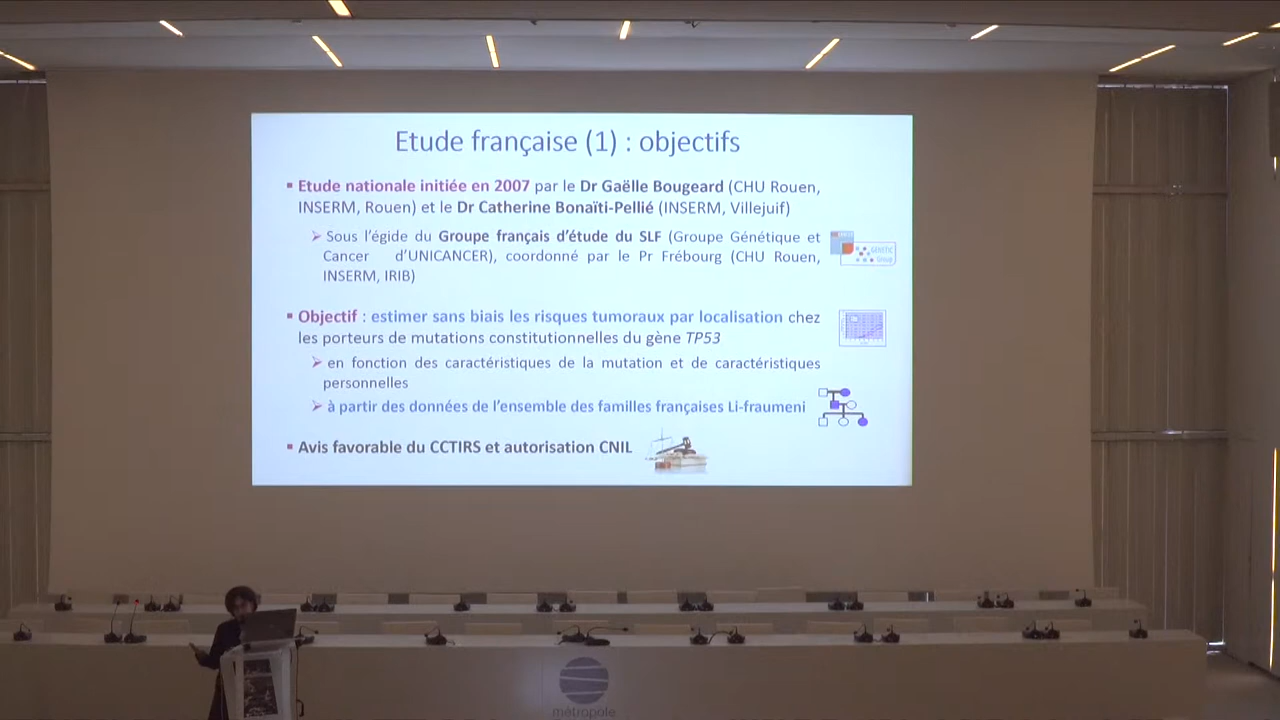 Etude française (1) : objectifs
▪ Etude nationale initiée en 2007 par le Dr Gaëlle Bougeard (CHU Rouen,
INSERM, Rouen) et le Dr Catherine Bonaïti-Pellié (INSERM, Villejuif)
➢ Sous l’égide du Groupe français d’étude du SLF (Groupe Génétique et
Cancer d’UNICANCER), coordonné par le Pr Frébourg (CHU Rouen,
INSERM, IRIB)
▪ Objectif : estimer sans biais les risques tumoraux par localisation chez
les porteurs de mutations constitutionnelles du gène TP53
➢ en fonction des caractéristiques de la mutation et de caractéristiques
personnelles
➢ à partir des données de l’ensemble des familles françaises Li-fraumeni
▪ Avis favorable du CCTIRS et autorisation CNIL
métropole